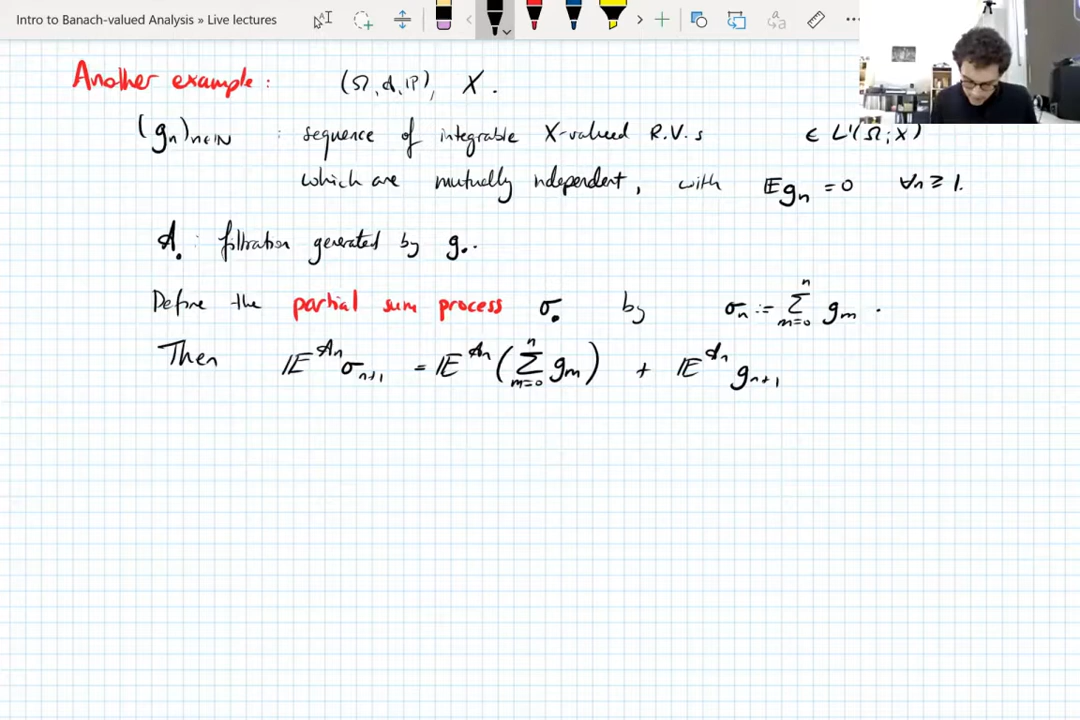 Intro to Banach-valued Analysis » Live lectures
Another example: (Ω, 𝒜, ℙ), X.
(gₙ)ₙ∈ℕ : sequence of integrable X-valued R.V.s ∈ L¹(Ω; X)
which are mutually ndependent, with 𝔼gₙ = 0 ∀n ≥ 1.
𝒜. : filtration generated by g..
Define the partial sum process σ. by σₙ := Σₘ₌₀ⁿ gₘ .
Then 𝔼^𝒜ₙ σₙ₊₁ = 𝔼^𝒜ₙ (Σₘ₌₀ⁿ gₘ) + 𝔼^𝒜ₙ gₙ₊₁